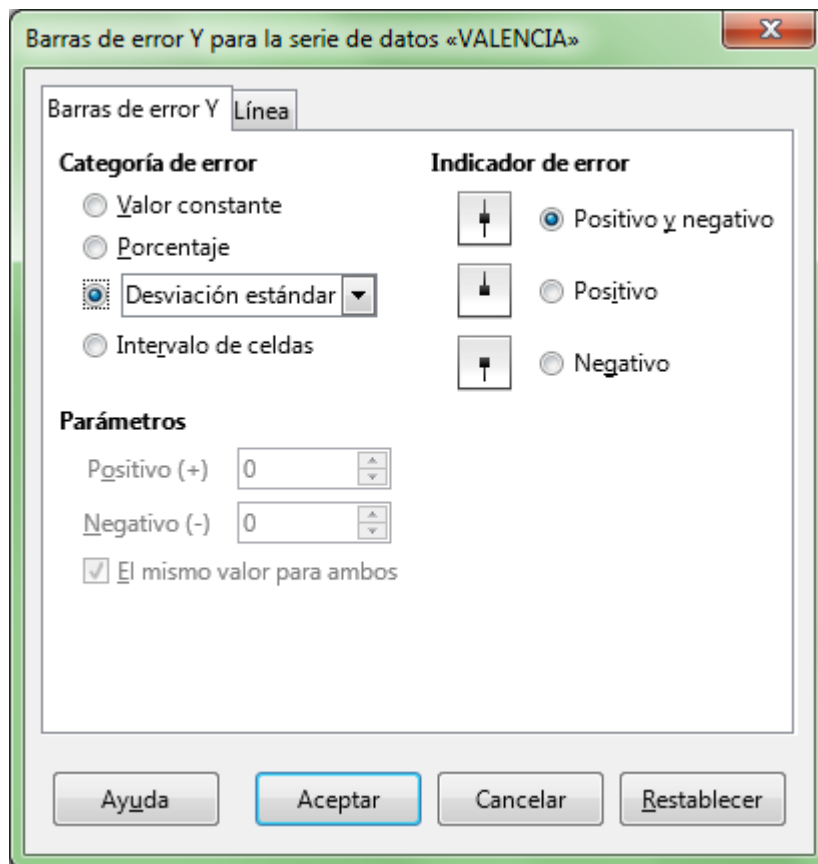 Barras de error Y para la serie de datos «VALENCIA»
Barras de error Y
Línea
Categoría de error
Valor constante
Porcentaje
Desviación estándar
Intervalo de celdas
Indicador de error
Positivo y negativo
Positivo
Negativo
Parámetros
Positivo (+) 0
Negativo (-) 0
El mismo valor para ambos
Ayuda Aceptar Cancelar Restablecer